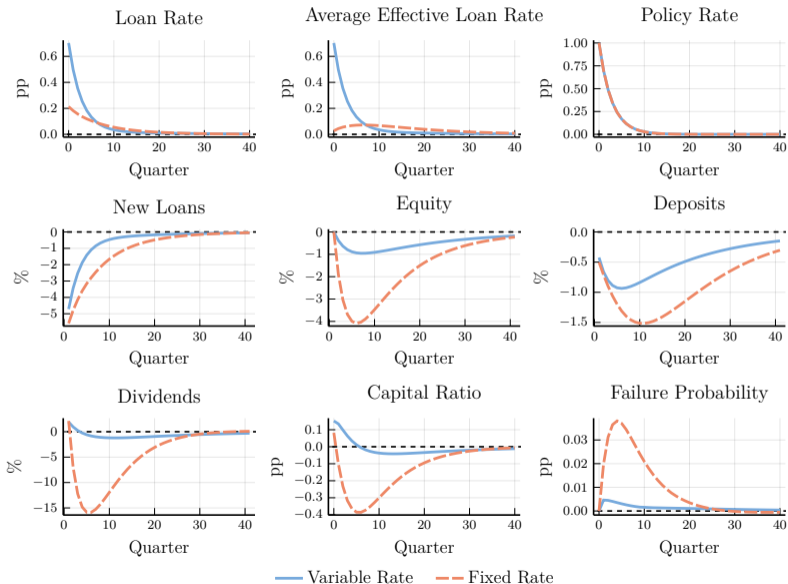 Loan Rate
Average Effective Loan Rate
Policy Rate
pp
0.6
0.4
0.2
0.0
0 10 20 30 40
Quarter
pp
0.6
0.4
0.2
0.0
0 10 20 30 40
Quarter
pp
1.00
0.75
0.50
0.25
0.00
0 10 20 30 40
Quarter
New Loans
Equity
Deposits
%
0
−1
−2
−3
−4
−5
0 10 20 30 40
Quarter
%
0
−1
−2
−3
−4
0 10 20 30 40
Quarter
%
0.0
−0.5
−1.0
−1.5
0 10 20 30 40
Quarter
Dividends
Capital Ratio
Failure Probability
%
0
−5
−10
−15
0 10 20 30 40
Quarter
pp
0.1
0.0
−0.1
−0.2
−0.3
−0.4
0 10 20 30 40
Quarter
pp
0.03
0.02
0.01
0.00
0 10 20 30 40
Quarter
Variable Rate
Fixed Rate